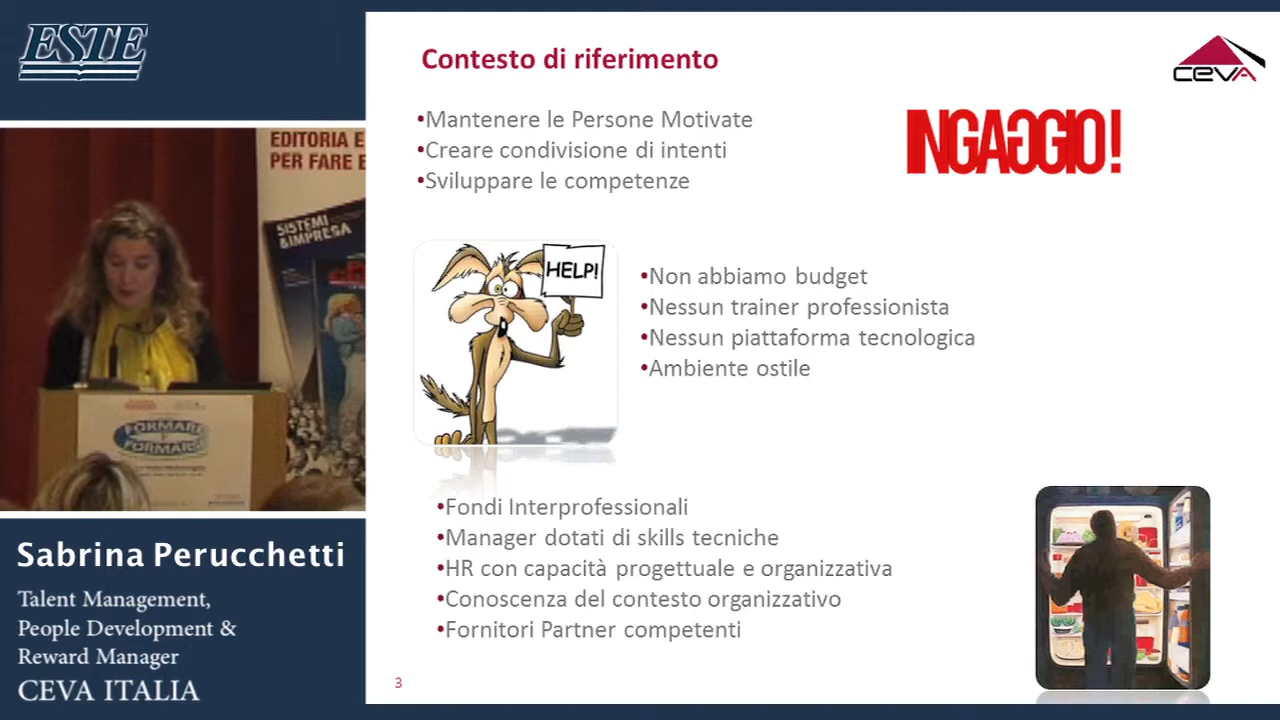 ESTE
EDITORIA E
PER FARE
SISTEMI
&IMPRESA
FORMARE
FORMARSI
Sabrina Perucchetti
Talent Management,
People Development &
Reward Manager
CEVA ITALIA
Contesto di riferimento
CEVA
•Mantenere le Persone Motivate
•Creare condivisione di intenti
•Sviluppare le competenze
INGAGGIO!
HELP!
•Non abbiamo budget
•Nessun trainer professionista
•Nessun piattaforma tecnologica
•Ambiente ostile
•Fondi Interprofessionali
•Manager dotati di skills tecniche
•HR con capacità progettuale e organizzativa
•Conoscenza del contesto organizzativo
•Fornitori Partner competenti
3